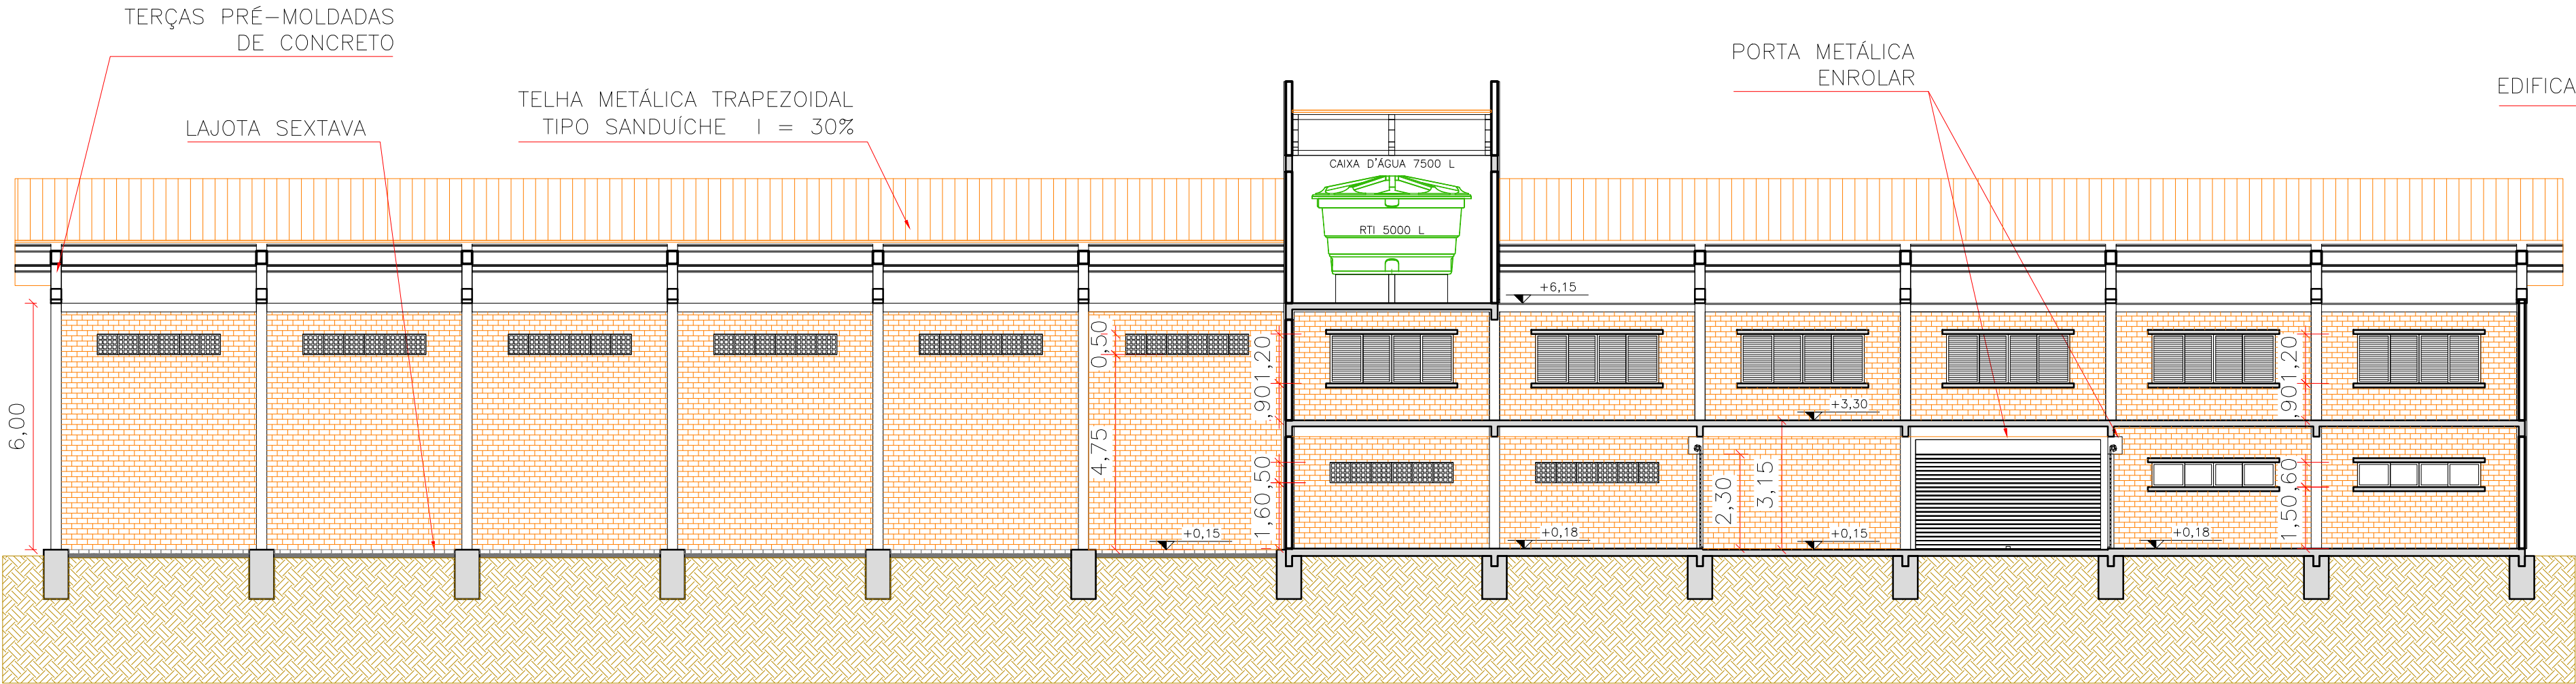 TERÇAS PRÉ-MOLDADAS
DE CONCRETO
LAJOTA SEXTAVA
TELHA METÁLICA TRAPEZOIDAL
TIPO SANDUÍCHE I = 30%
PORTA METÁLICA
ENROLAR
EDIFICA
CAIXA D'ÁGUA 7500 L
RTI 5000 L
+6,15
6,00
0,50
4,75
1,20
,90
+3,30
1,20
,90
,50
1,60
2,30
3,15
,60
1,50
+0,15
+0,18
+0,15
+0,18